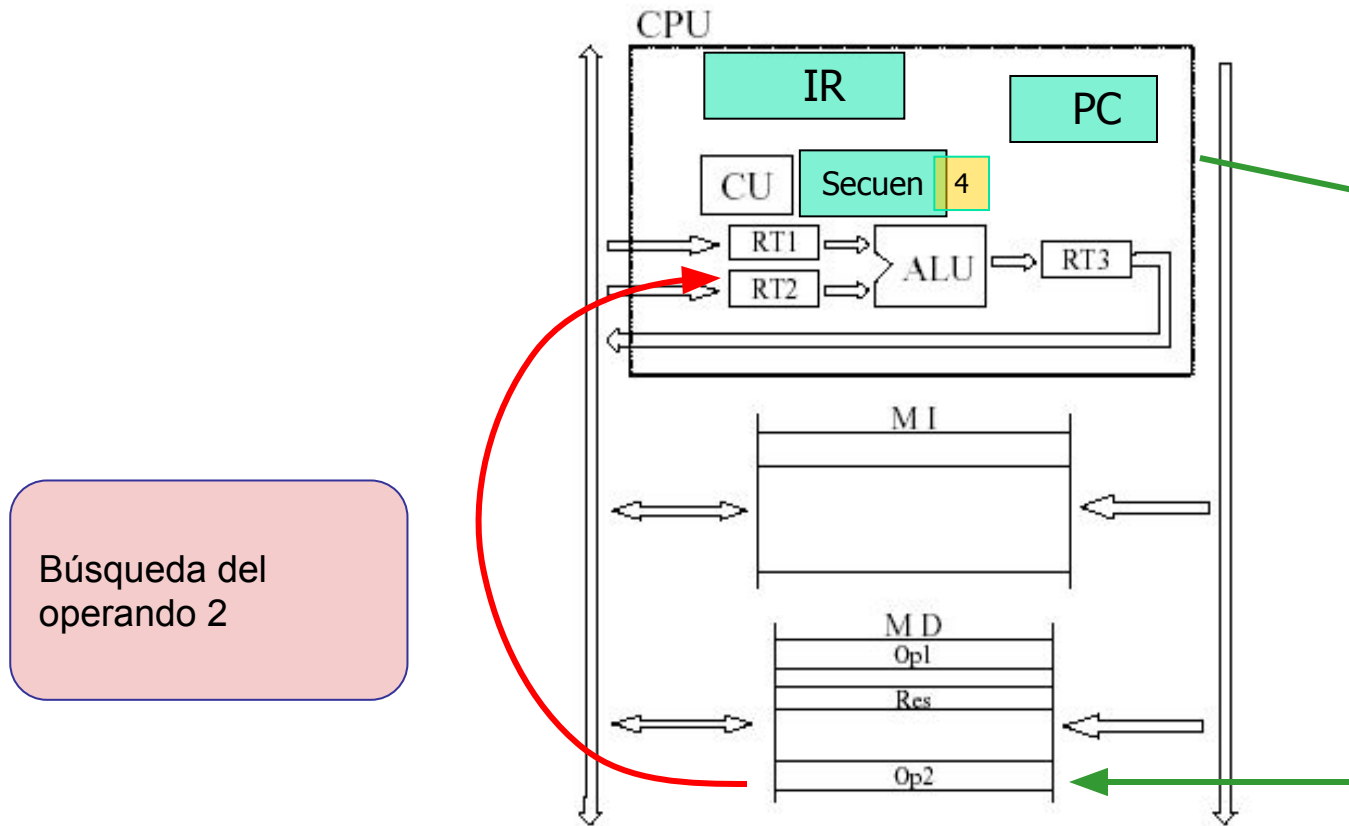 CPU
IR
PC
CU
Secuen
4
RT1
RT2
ALU
RT3
M I
Búsqueda del
operando 2
M D
Op1
Res
Op2